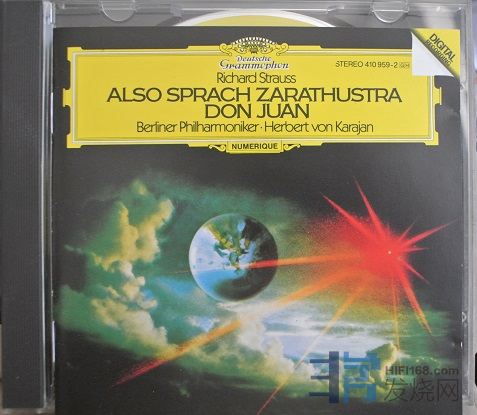 Deutsche
Grammophon
STEREO 410 959-2 GH
DIGITAL
Richard Strauss
ALSO SPRACH ZARATHUSTRA
DON JUAN
Berliner Philharmoniker · Herbert von Karajan
NUMERIQUE
HIFI168.com
发烧网